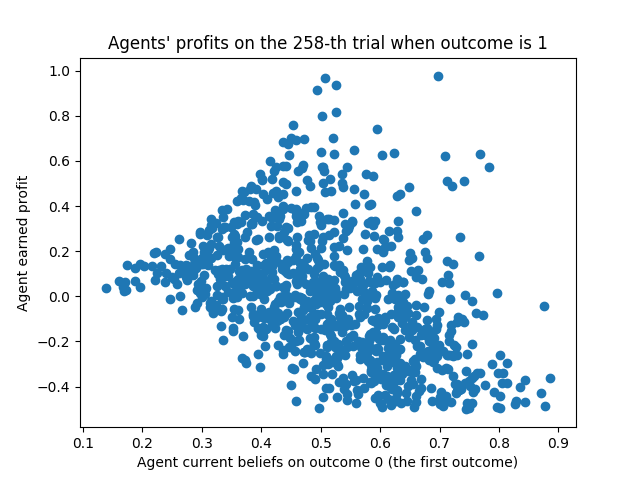 Agents' profits on the 258-th trial when outcome is 1
Agent earned profit
1.0
0.8
0.6
0.4
0.2
0.0
−0.2
−0.4
0.1 0.2 0.3 0.4 0.5 0.6 0.7 0.8 0.9
Agent current beliefs on outcome 0 (the first outcome)